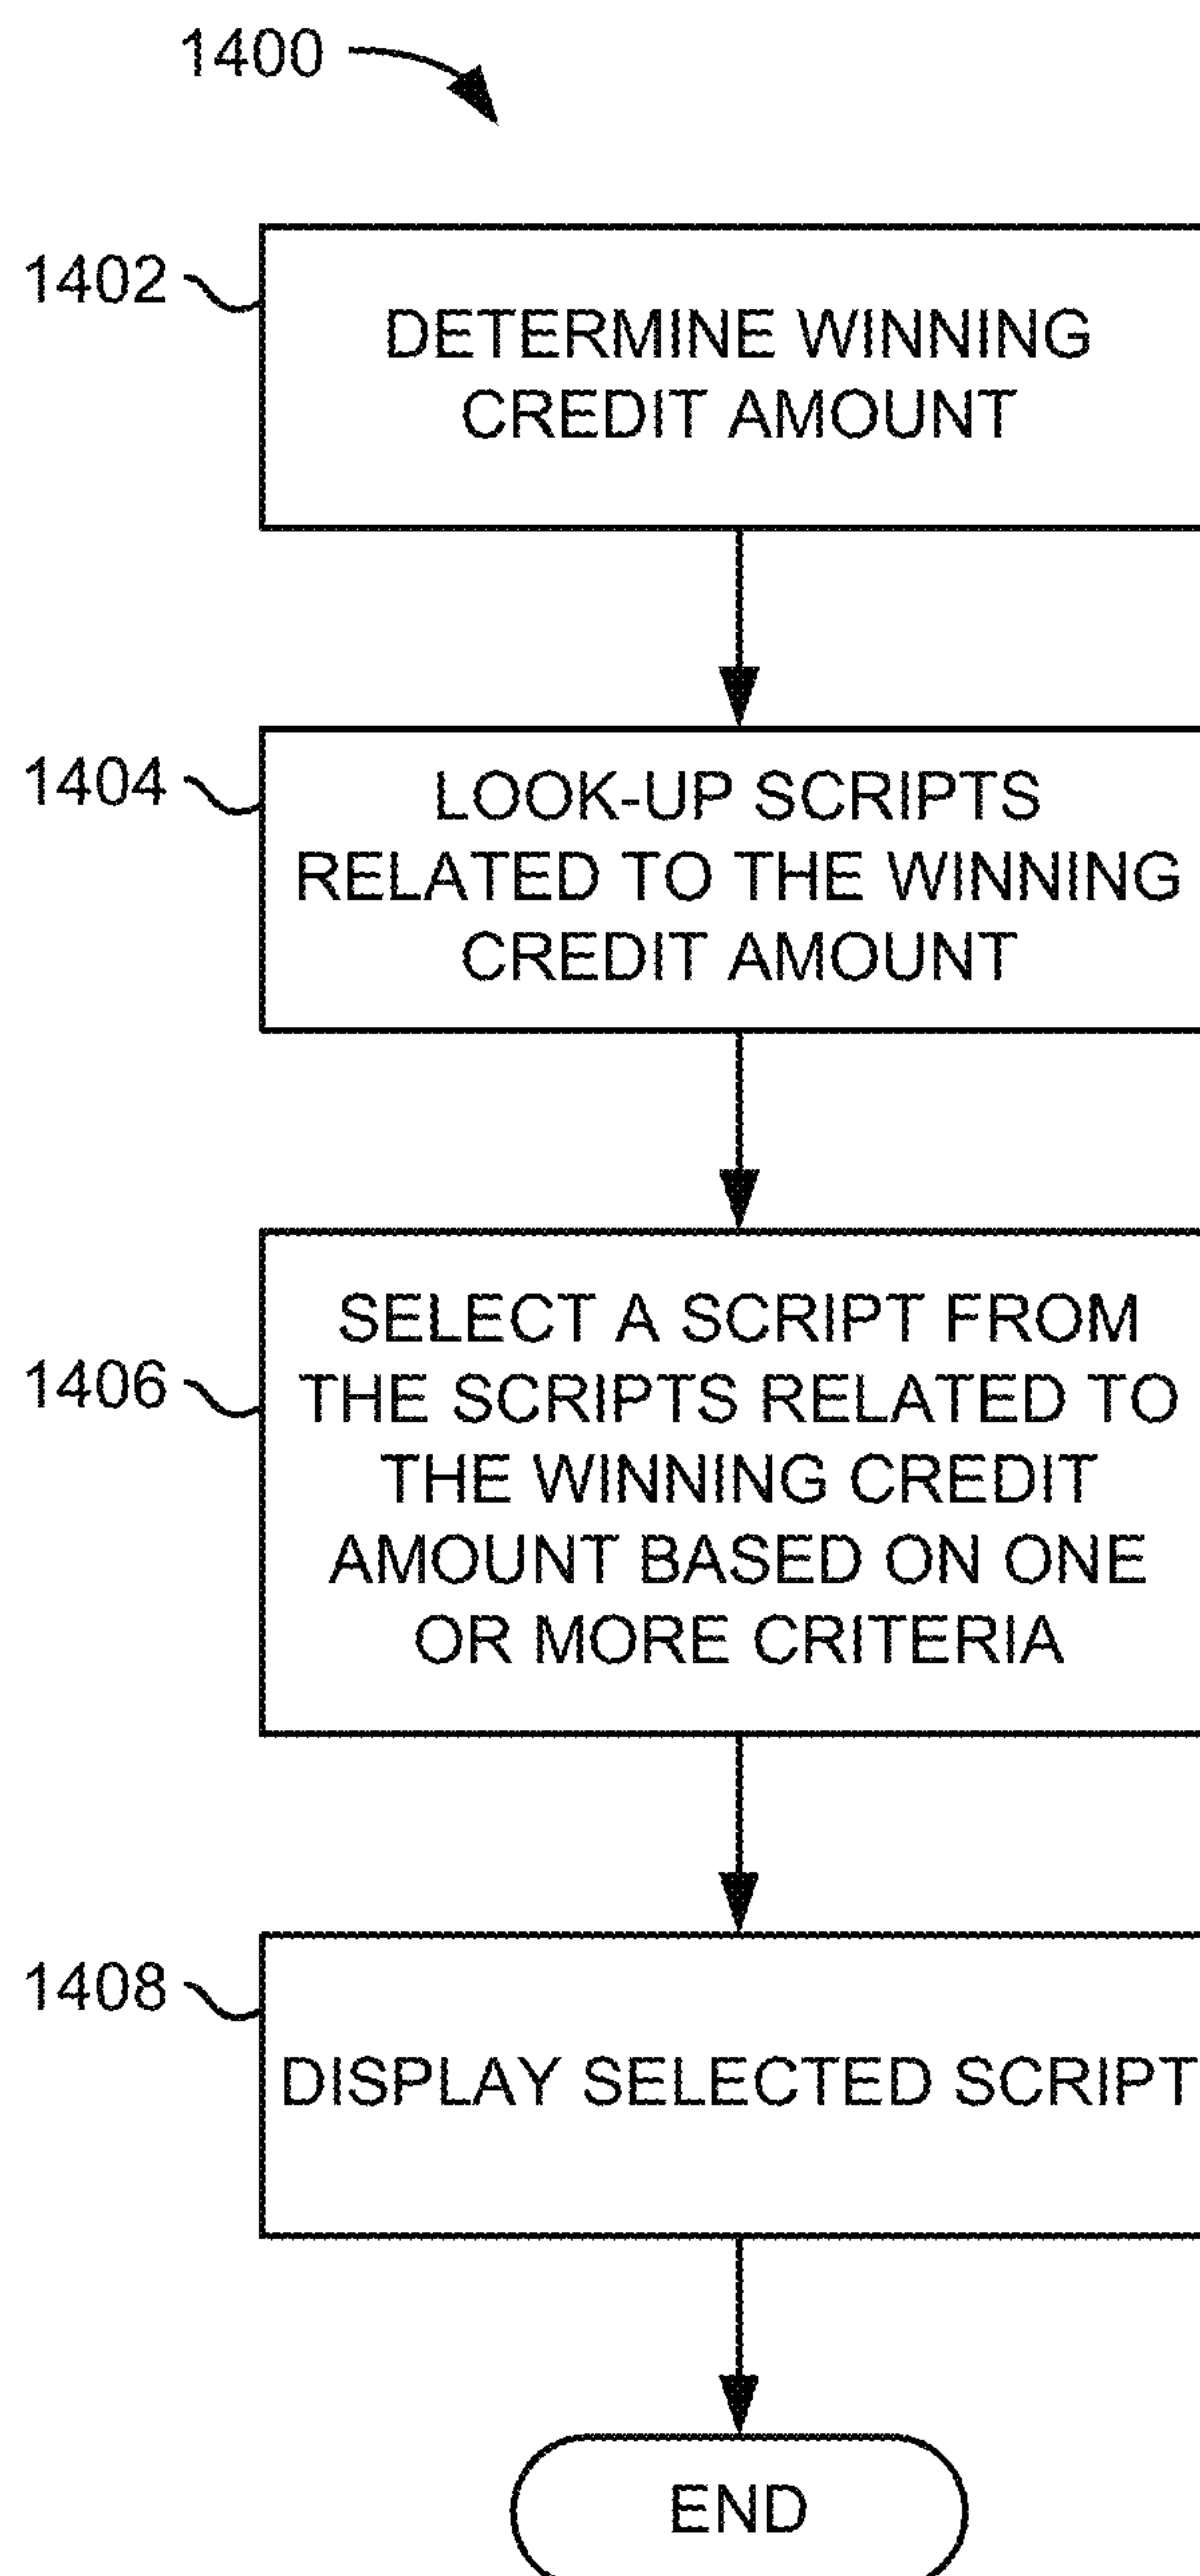 1400
1402
DETERMINE WINNING
CREDIT AMOUNT
1404
LOOK-UP SCRIPTS
RELATED TO THE WINNING
CREDIT AMOUNT
1406
SELECT A SCRIPT FROM
THE SCRIPTS RELATED TO
THE WINNING CREDIT
AMOUNT BASED ON ONE
OR MORE CRITERIA
1408
DISPLAY SELECTED SCRIPT
END